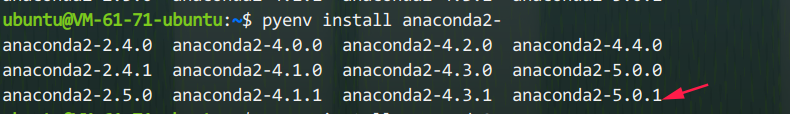 ubuntu@VM-61-71-ubuntu:~$ pyenv install anaconda2-
anaconda2-2.4.0 anaconda2-4.0.0 anaconda2-4.2.0 anaconda2-4.4.0
anaconda2-2.4.1 anaconda2-4.1.0 anaconda2-4.3.0 anaconda2-5.0.0
anaconda2-2.5.0 anaconda2-4.1.1 anaconda2-4.3.1 anaconda2-5.0.1